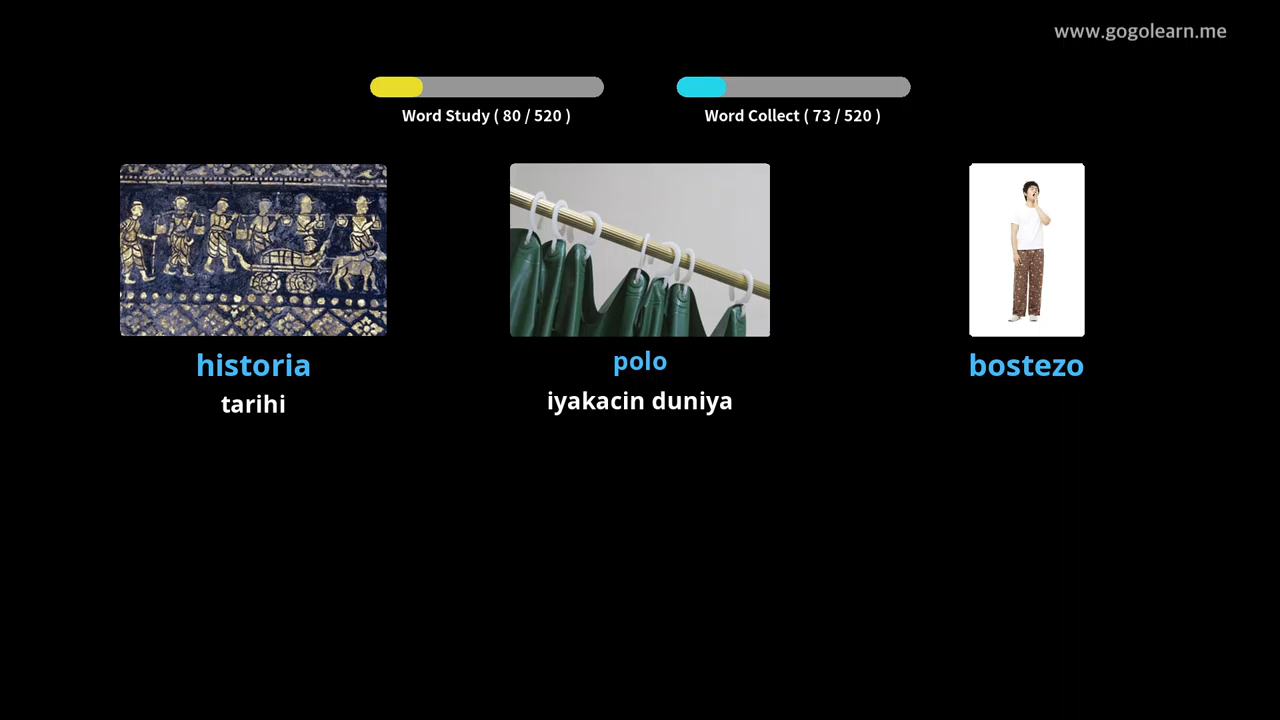 www.gogolearn.me
Word Study ( 80 / 520 )
Word Collect ( 73 / 520 )
historia
tarihi
polo
iyakacin duniya
bostezo